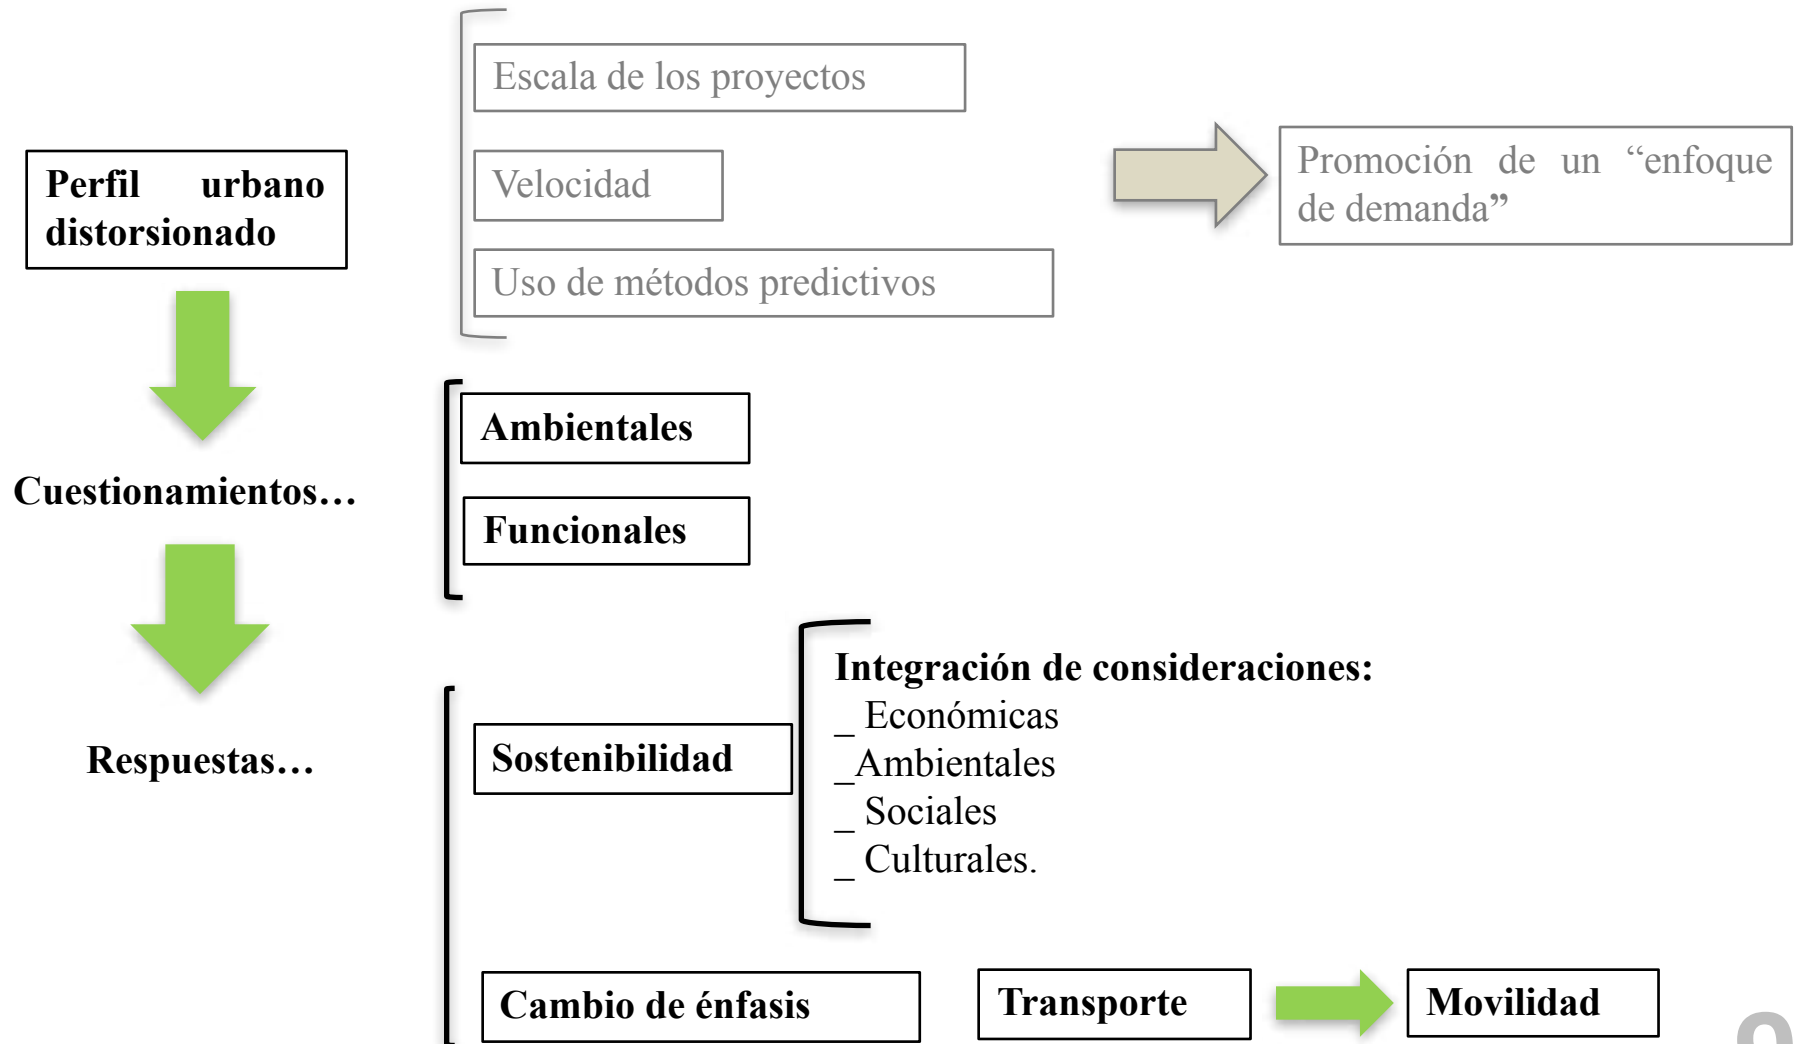 Escala de los proyectos
Perfil urbano
distorsionado
Velocidad
Promoción de un “enfoque
de demanda”
Uso de métodos predictivos
Ambientales
Cuestionamientos…
Funcionales
Respuestas…
Sostenibilidad
Integración de consideraciones:
_ Económicas
_Ambientales
_ Sociales
_ Culturales.
Cambio de énfasis
Transporte
Movilidad